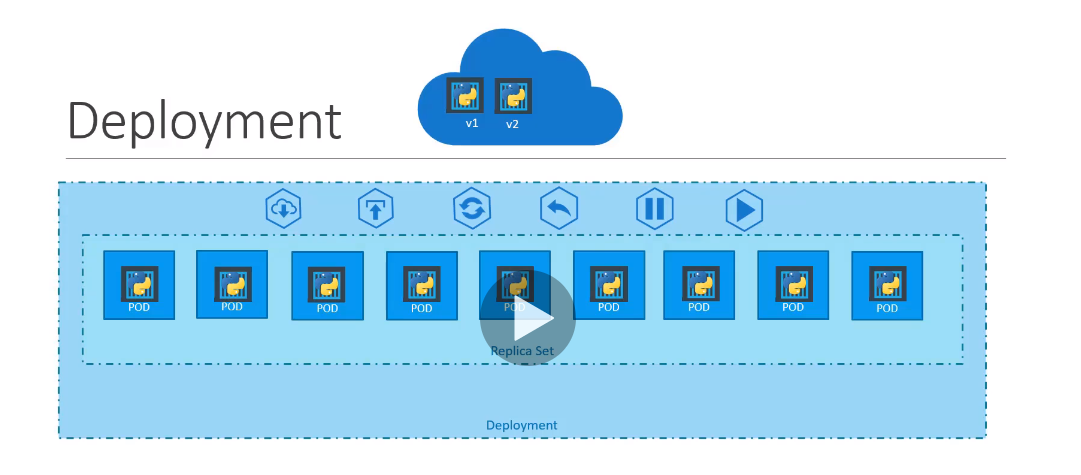 v1 v2
Deployment
POD POD POD POD POD POD POD POD POD
Replica Set
Deployment